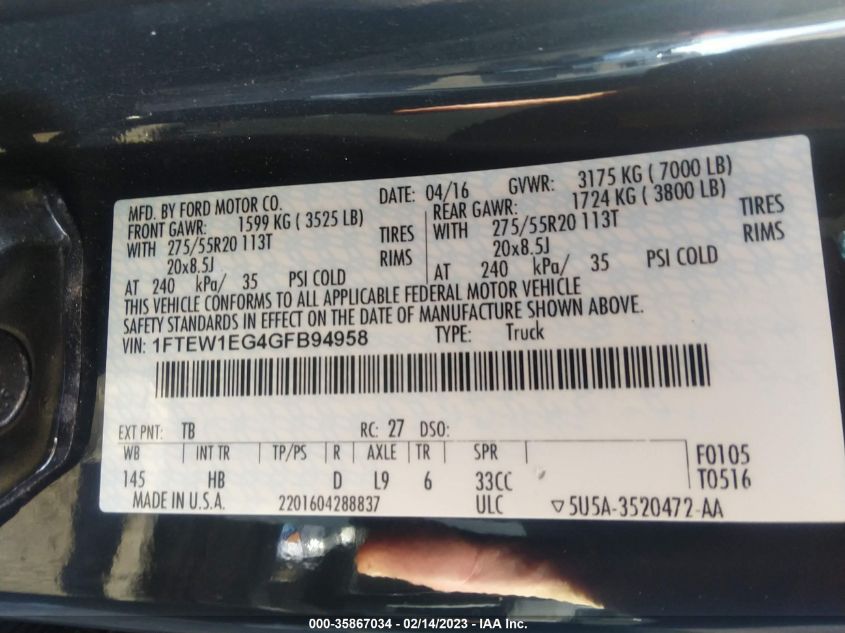 MFD. BY FORD MOTOR CO. DATE: 04/16 GVWR: 3175 KG ( 7000 LB)
FRONT GAWR: 1599 KG ( 3525 LB) REAR GAWR: 1724 KG ( 3800 LB)
WITH 275/55R20 113T TIRES WITH 275/55R20 113T TIRES
20x8.5J RIMS 20x8.5J RIMS
AT 240 kPa/ 35 PSI COLD AT 240 kPa/ 35 PSI COLD
THIS VEHICLE CONFORMS TO ALL APPLICABLE FEDERAL MOTOR VEHICLE
SAFETY STANDARDS IN EFFECT ON THE DATE OF MANUFACTURE SHOWN ABOVE.
VIN: 1FTEW1EG4GFB94958 TYPE: Truck
EXT PNT: TB RC: 27 DSO:
WB INT TR TP/PS R AXLE TR SPR F0105
145 HB D L9 6 33CC T0516
MADE IN U.S.A. 2201604288837 ULC ▽5U5A-3520472-AA
000-35867034 - 02/14/2023 - IAA Inc.